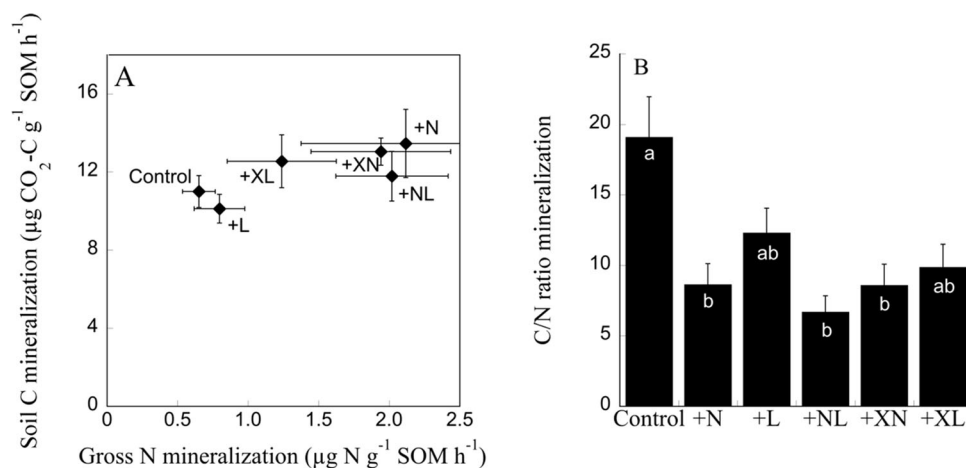 A
Soil C mineralization (µg CO₂-C g⁻¹ SOM h⁻¹)
16
12
8
4
0
0
0.5
1.0
1.5
2.0
2.5
Gross N mineralization (µg N g⁻¹ SOM h⁻¹)
Control
+L
+XL
+XN
+N
+NL
B
C/N ratio mineralization
25
20
15
10
5
0
a
b
ab
b
b
ab
Control
+N
+L
+NL
+XN
+XL